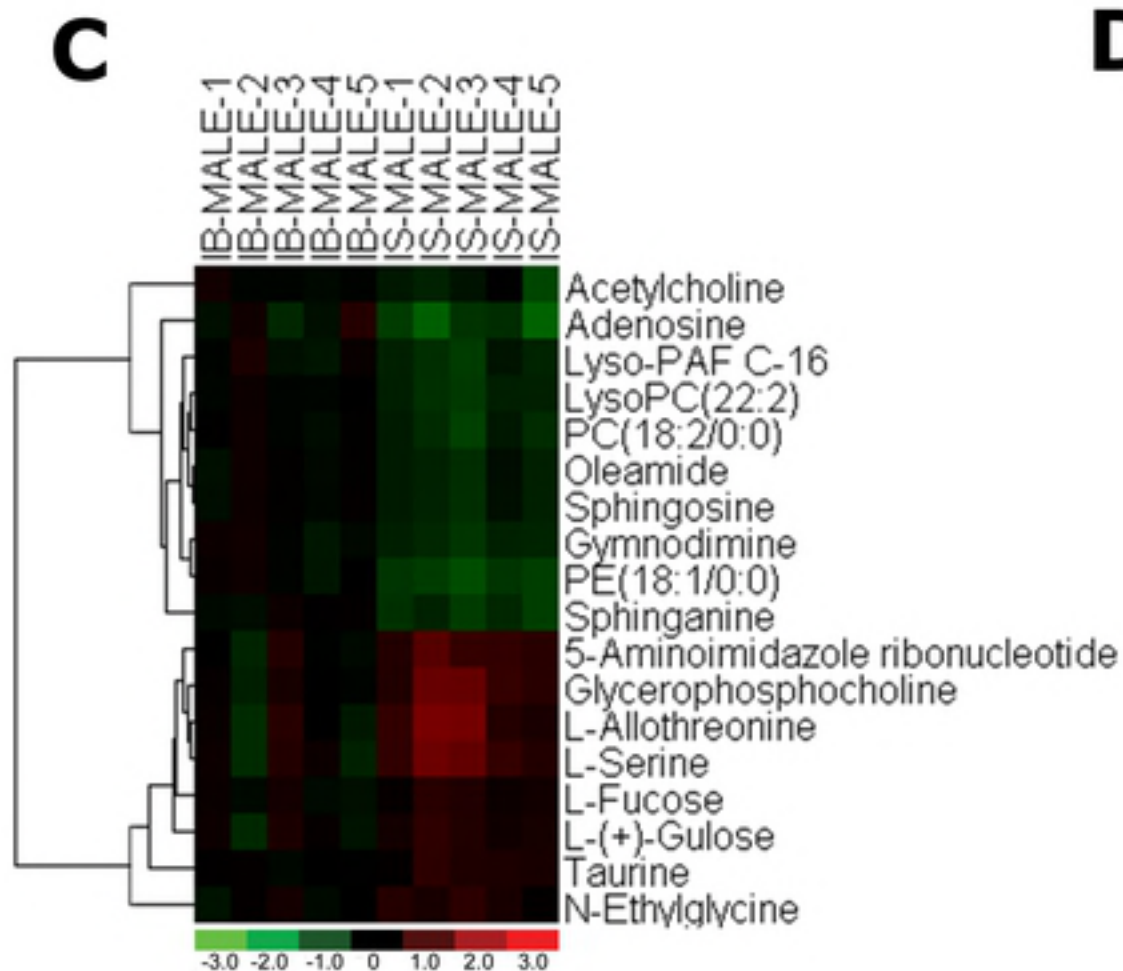 C
D
IB-MALE-1
IB-MALE-2
IB-MALE-3
IB-MALE-4
IB-MALE-5
IS-MALE-1
IS-MALE-2
IS-MALE-3
IS-MALE-4
IS-MALE-5
Acetylcholine
Adenosine
Lyso-PAF C-16
LysoPC(22:2)
PC(18:2/0:0)
Oleamide
Sphingosine
Gymnodimine
PE(18:1/0:0)
Sphinganine
5-Aminoimidazole ribonucleotide
Glycerophosphocholine
L-Allothreonine
L-Serine
L-Fucose
L-(+)-Gulose
Taurine
N-Ethylglycine
-3.0 -2.0 -1.0 0 1.0 2.0 3.0